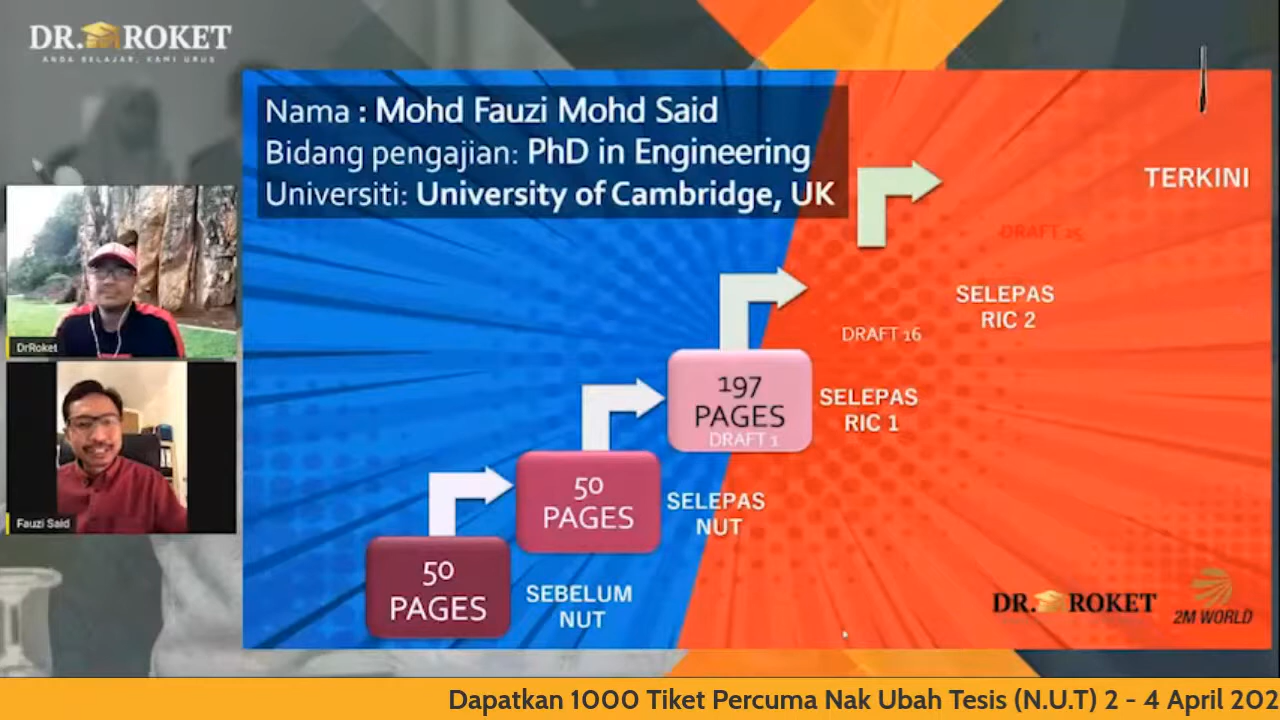 DR. ROKET
ANDA BELAJAR, KAMI URUS
Nama : Mohd Fauzi Mohd Said
Bidang pengajian: PhD in Engineering
Universiti: University of Cambridge, UK
TERKINI
DRAFT 25
SELEPAS
RIC 2
DRAFT 16
197
PAGES
DRAFT 1
SELEPAS
RIC 1
50
PAGES
SELEPAS
NUT
50
PAGES
SEBELUM
NUT
DrRoket
Fauzi Said
DR. ROKET
2M WORLD
Dapatkan 1000 Tiket Percuma Nak Ubah Tesis (N.U.T) 2 - 4 April 202